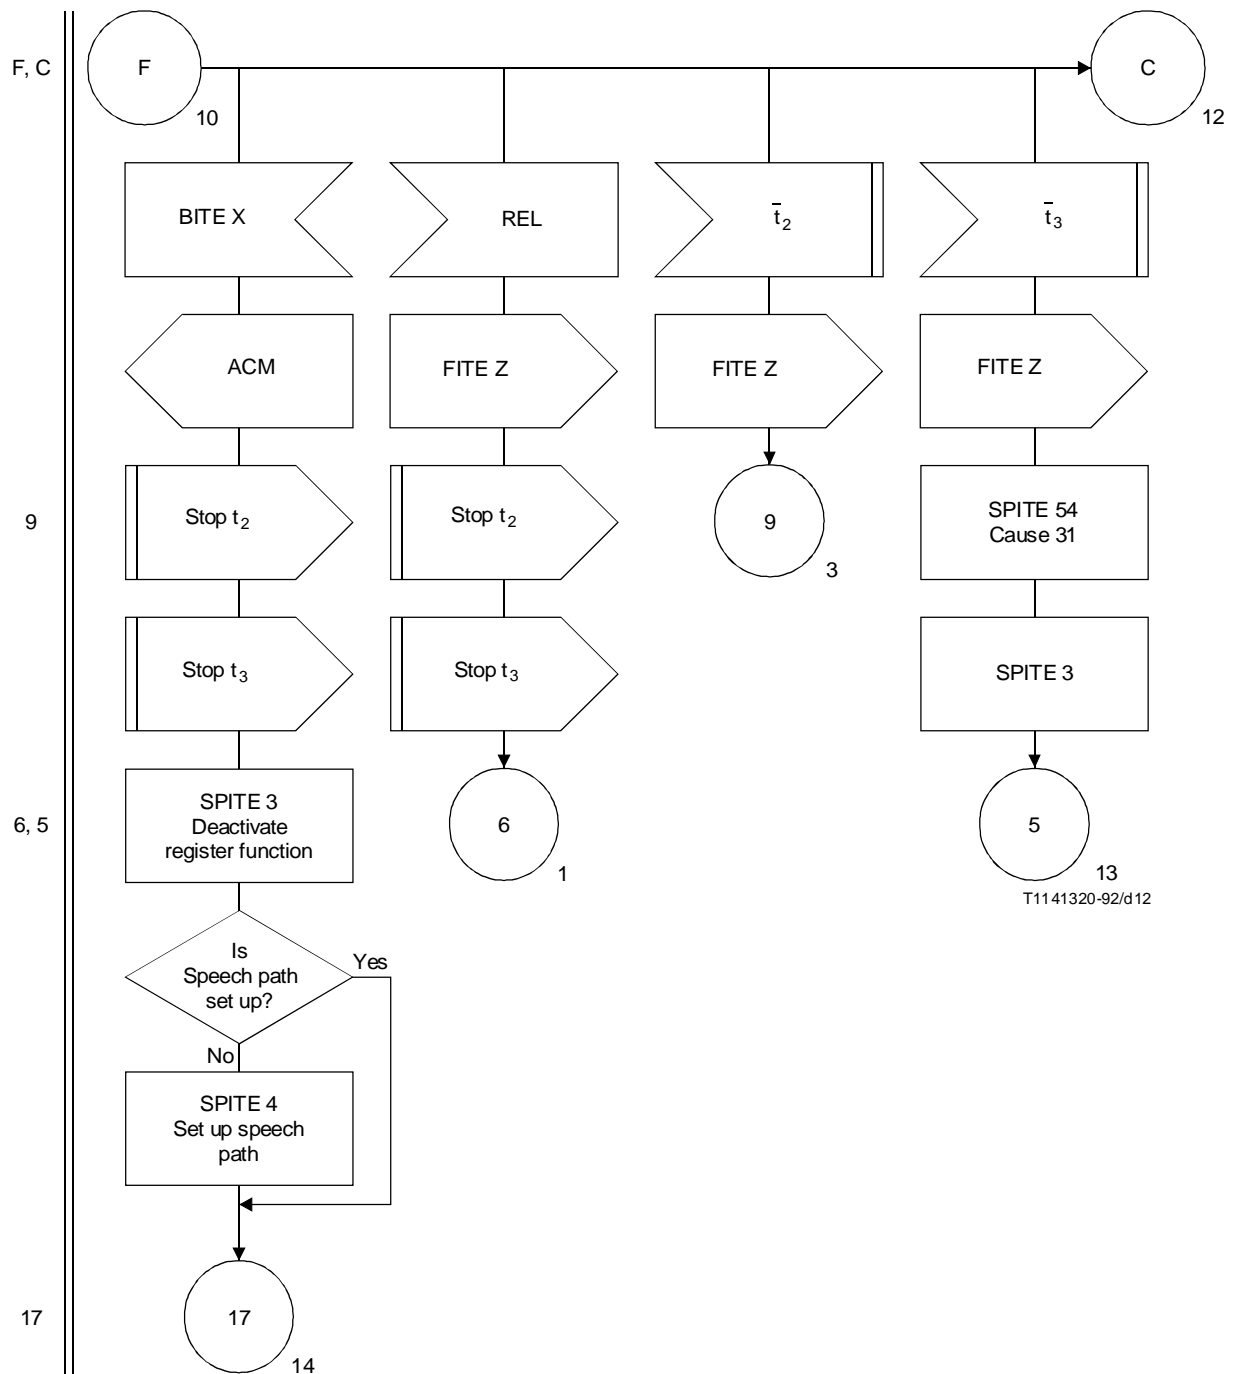 F, C
F
C
10
12
BITE X
REL
t̄₂
t̄₃
ACM
FITE Z
FITE Z
FITE Z
9
Stop t₂
Stop t₂
9
3
SPITE 54
Cause 31
Stop t₃
Stop t₃
SPITE 3
6, 5
SPITE 3
Deactivate
register function
6
1
5
13
T1141320-92/d12
Is
Speech path
set up?
Yes
No
SPITE 4
Set up speech
path
17
17
14